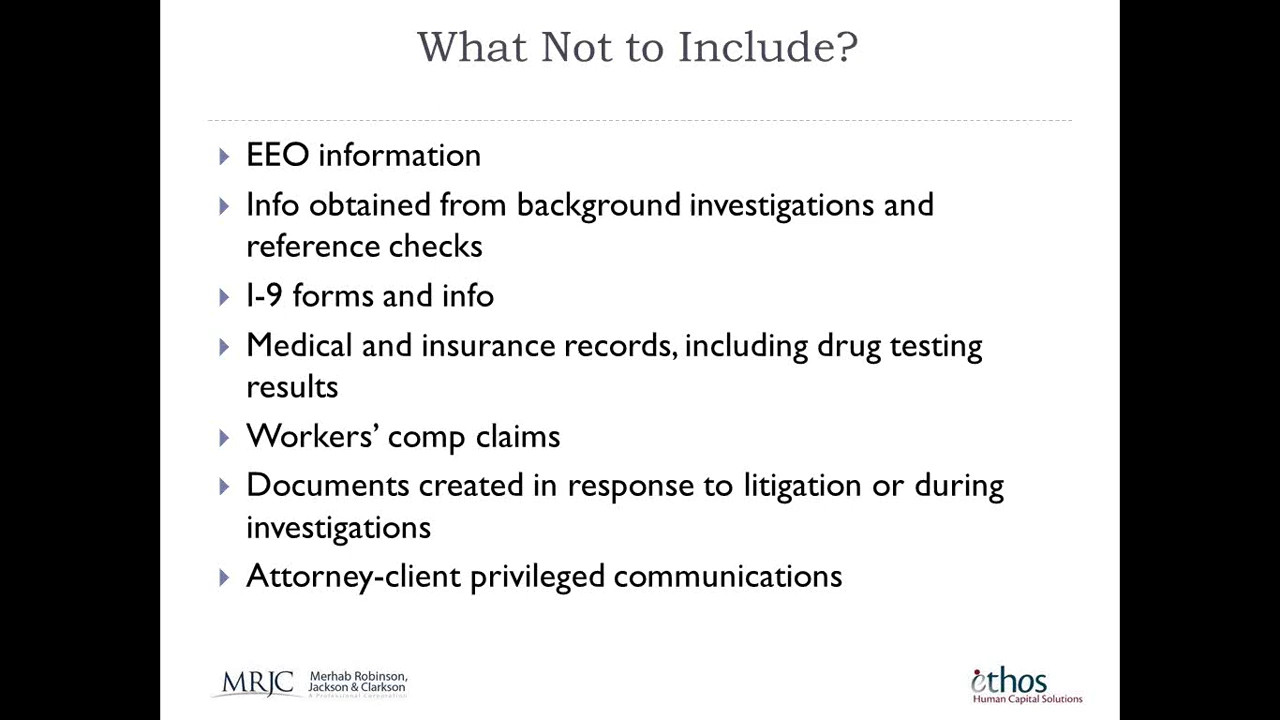 What Not to Include?
EEO information
Info obtained from background investigations and
reference checks
I-9 forms and info
Medical and insurance records, including drug testing
results
Workers’ comp claims
Documents created in response to litigation or during
investigations
Attorney-client privileged communications
MRJC
Merhab Robinson,
Jackson & Clarkson
A Professional Corporation
ethos
Human Capital Solutions